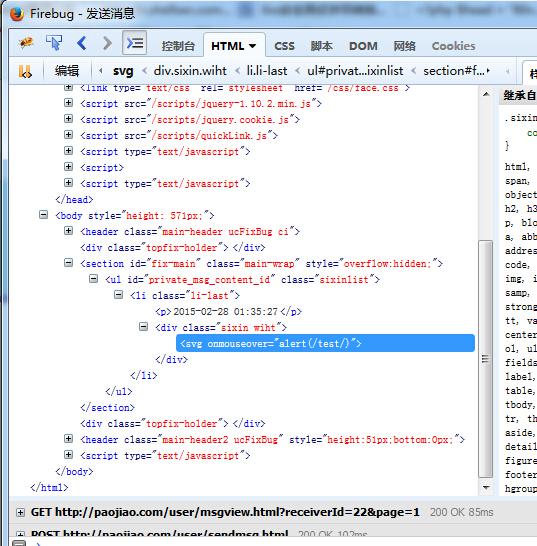 Firebug - 发送消息
控制台 HTML CSS 脚本 DOM 网络 Cookies
编辑 svg < div.sixin.wiht < li.li-last < ul#privat...ixinlist < section#f...
<link type="text/css" rel="stylesheet" href="/css/face.css">
<script src="/scripts/jquery-1.10.2.min.js">
<script src="/scripts/jquery.cookie.js">
<script src="/scripts/quickLink.js">
<script type="text/javascript">
<script>
<script type="text/javascript">
</head>
<body style="height: 571px;">
<header class="main-header ucFixBug ci">
<div class="topfix-holder"></div>
<section id="fix-main" class="main-wrap" style="overflow:hidden;">
<ul id="private_msg_content_id" class="sixinlist">
<li class="li-last">
<p>2015-02-28 01:35:27</p>
<div class="sixin wiht">
<svg onmouseover="alert(/test/)">
</div>
</li>
</ul>
</section>
<div class="topfix-holder"></div>
<header class="main-header2 ucFixBug" style="height:51px;bottom:0px;">
<script type="text/javascript">
</body>
</html>
继承自
.sixin
co
}
html,
span,
object
h2, h3
p, blo
a, abb
address
code,
img, i
samp,
strong
tt, va
center
ol, ul
fields
label,
table,
tbody,
tr, th
aside,
detail
figure
footer
hgroup
GET http://paojiao.com/user/msgview.html?receiverId=22&page=1 200 OK 85ms
POST http://paojiao.com/user/sendmsg.html 200 OK 102ms